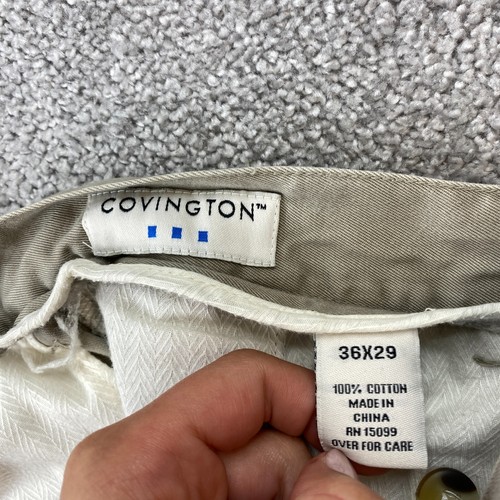 COVINGTON™
36X29
100% COTTON
MADE IN
CHINA
RN 15099
OVER FOR CARE